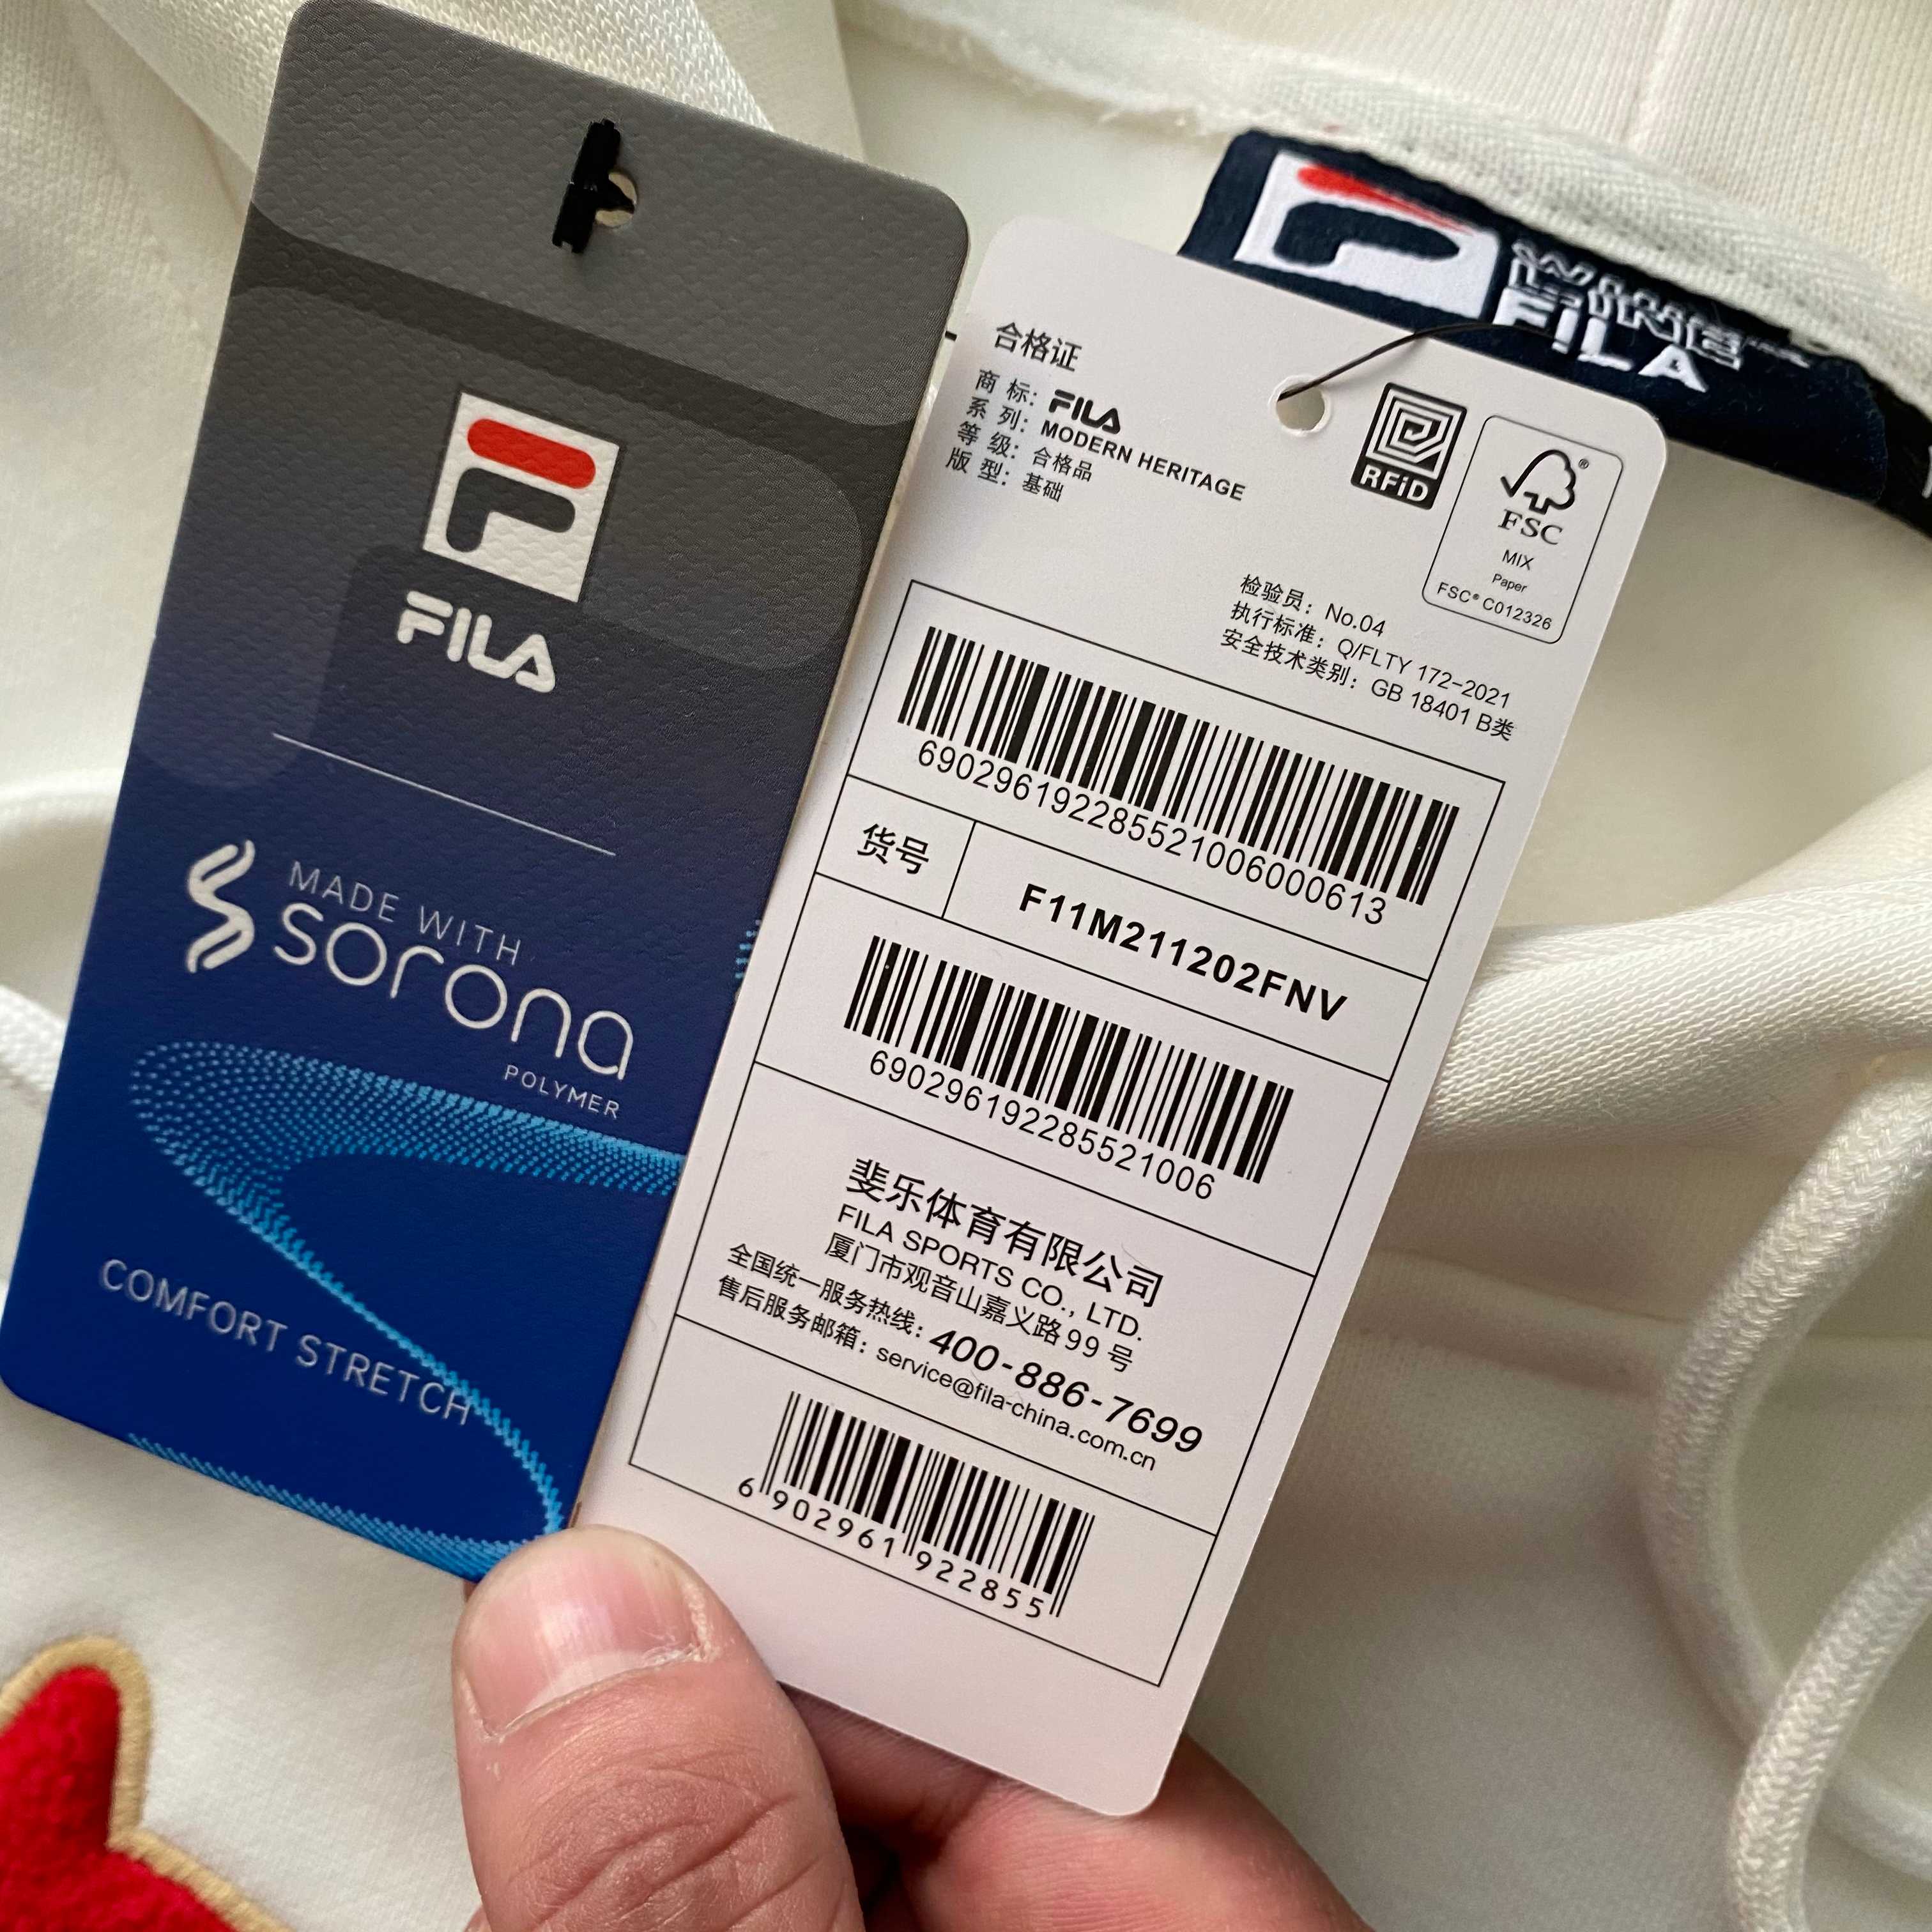 FILA
MADE WITH
sorona
POLYMER
COMFORT STRETCH
合格证
商 标: FILA
系 列: MODERN HERITAGE
等 级: 合格品
版 型: 基础
RFiD
FSC
MIX
Paper
FSC® C012326
检验员: No.04
执行标准: Q/FLTY 172-2021
安全技术类别: GB 18401 B类
690296192285521006000613
货号
F11M211202FNV
690296192285521006
斐乐体育有限公司
FILA SPORTS CO., LTD.
厦门市观音山嘉义路99号
全国统一服务热线: 400-886-7699
售后服务邮箱: service@fila-china.com.cn
6 902961 922855
FILA